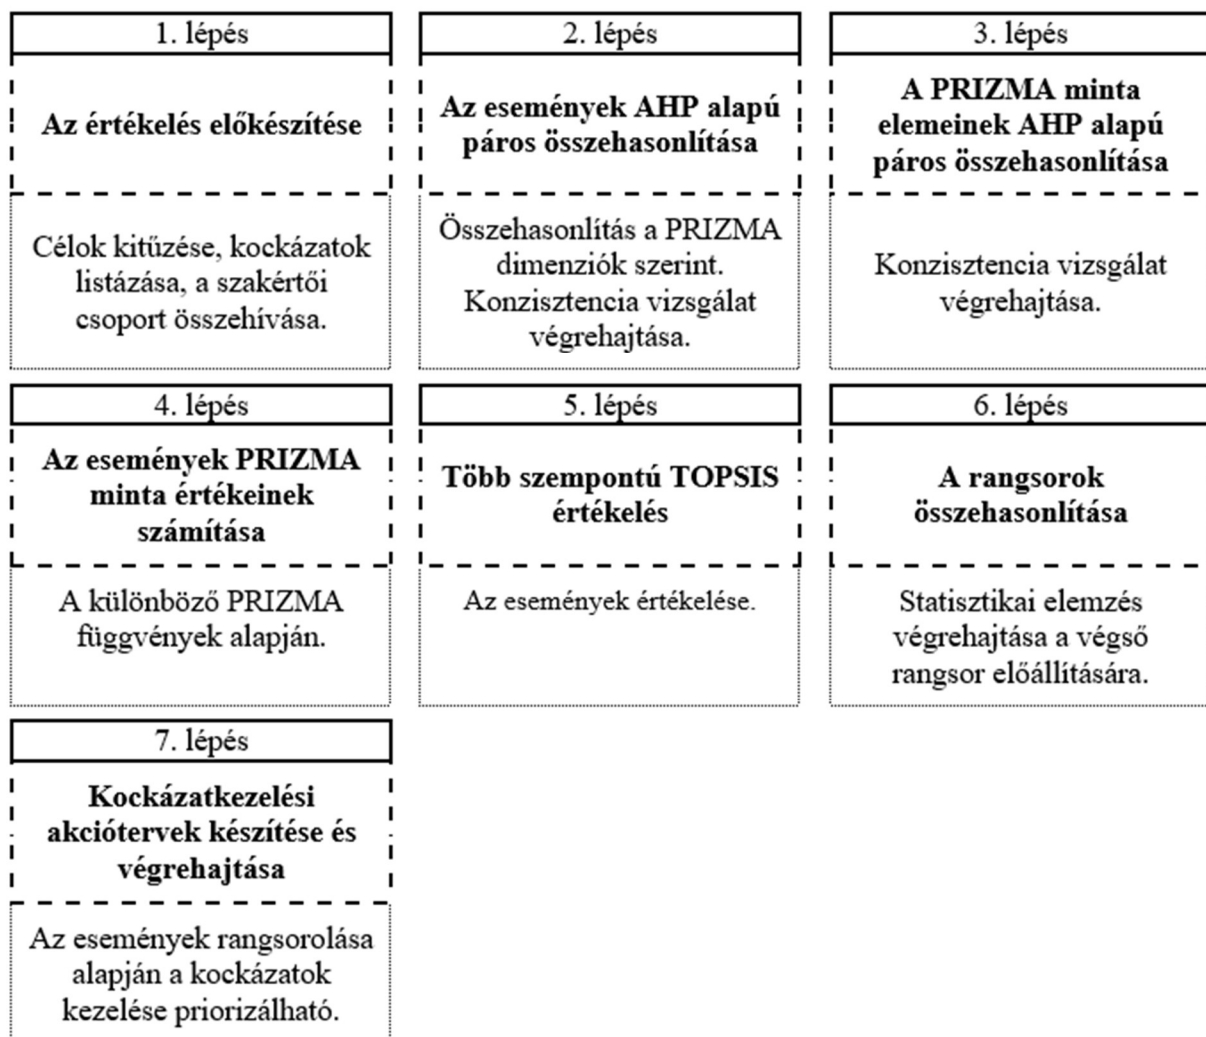 1. lépés
Az értékelés előkészítése
Célok kitűzése, kockázatok
listázása, a szakértői
csoport összehívása.
2. lépés
Az események AHP alapú
páros összehasonlítása
Összehasonlítás a PRIZMA
dimenziók szerint.
Konzisztencia vizsgálat
végrehajtása.
3. lépés
A PRIZMA minta
elemeinek AHP alapú
páros összehasonlítása
Konzisztencia vizsgálat
végrehajtása.
4. lépés
Az események PRIZMA
minta értékeinek
számítása
A különböző PRIZMA
függvények alapján.
5. lépés
Több szempontú TOPSIS
értékelés
Az események értékelése.
6. lépés
A rangsorok
összehasonlítása
Statisztikai elemzés
végrehajtása a végső
rangsor előállítására.
7. lépés
Kockázatkezelési
akciótervek készítése és
végrehajtása
Az események rangsorolása
alapján a kockázatok
kezelése priorizálható.